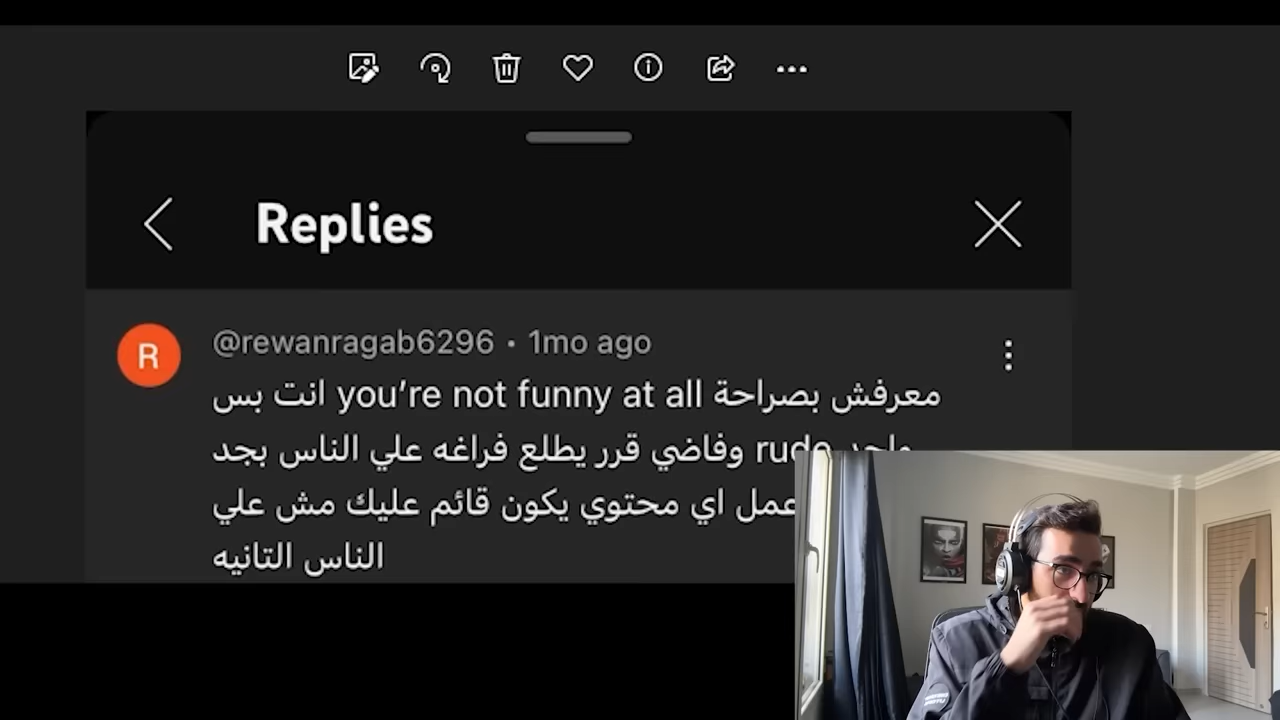 Replies
R
@rewanragab6296 • 1mo ago
معرفش بصراحة you're not funny at all انت بس
واحد rude وفاضي قرر يطلع فراغه علي الناس بجد
عمل اي محتوي يكون قائم عليك مش علي
الناس التانيه